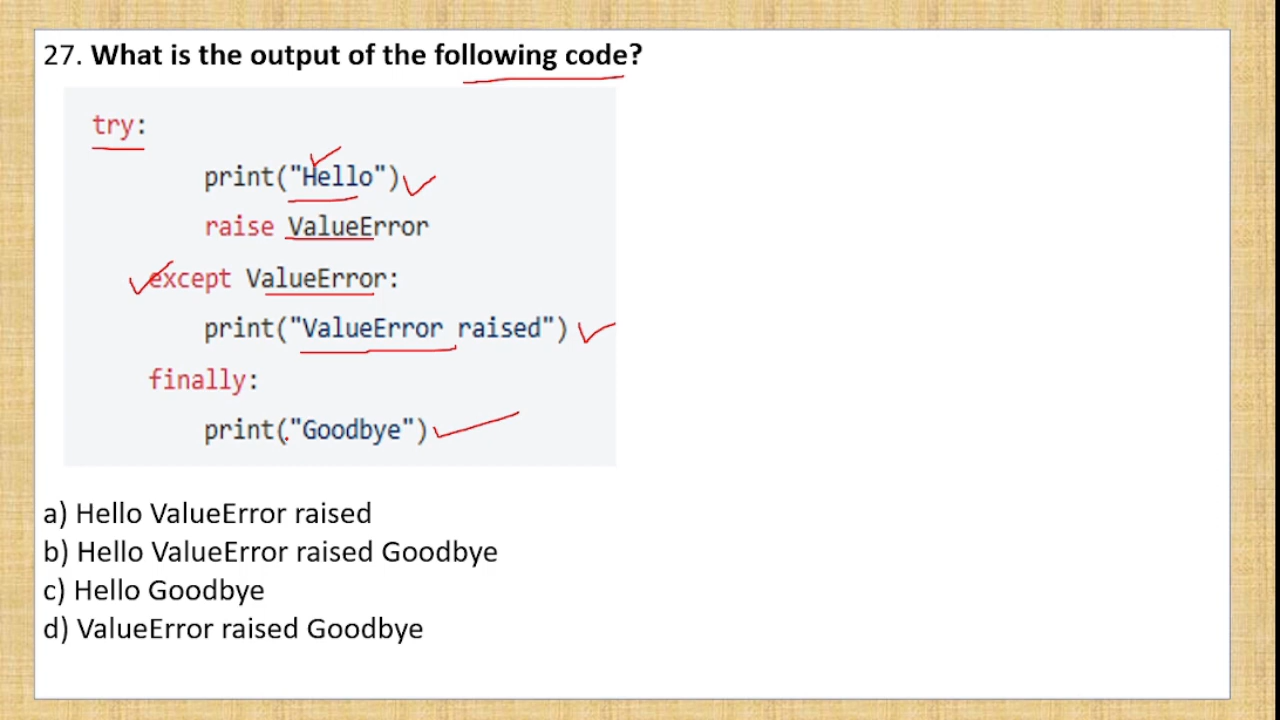 27. What is the output of the following code?
try:
print("Hello")
raise ValueError
except ValueError:
print("ValueError raised")
finally:
print("Goodbye")
a) Hello ValueError raised
b) Hello ValueError raised Goodbye
c) Hello Goodbye
d) ValueError raised Goodbye